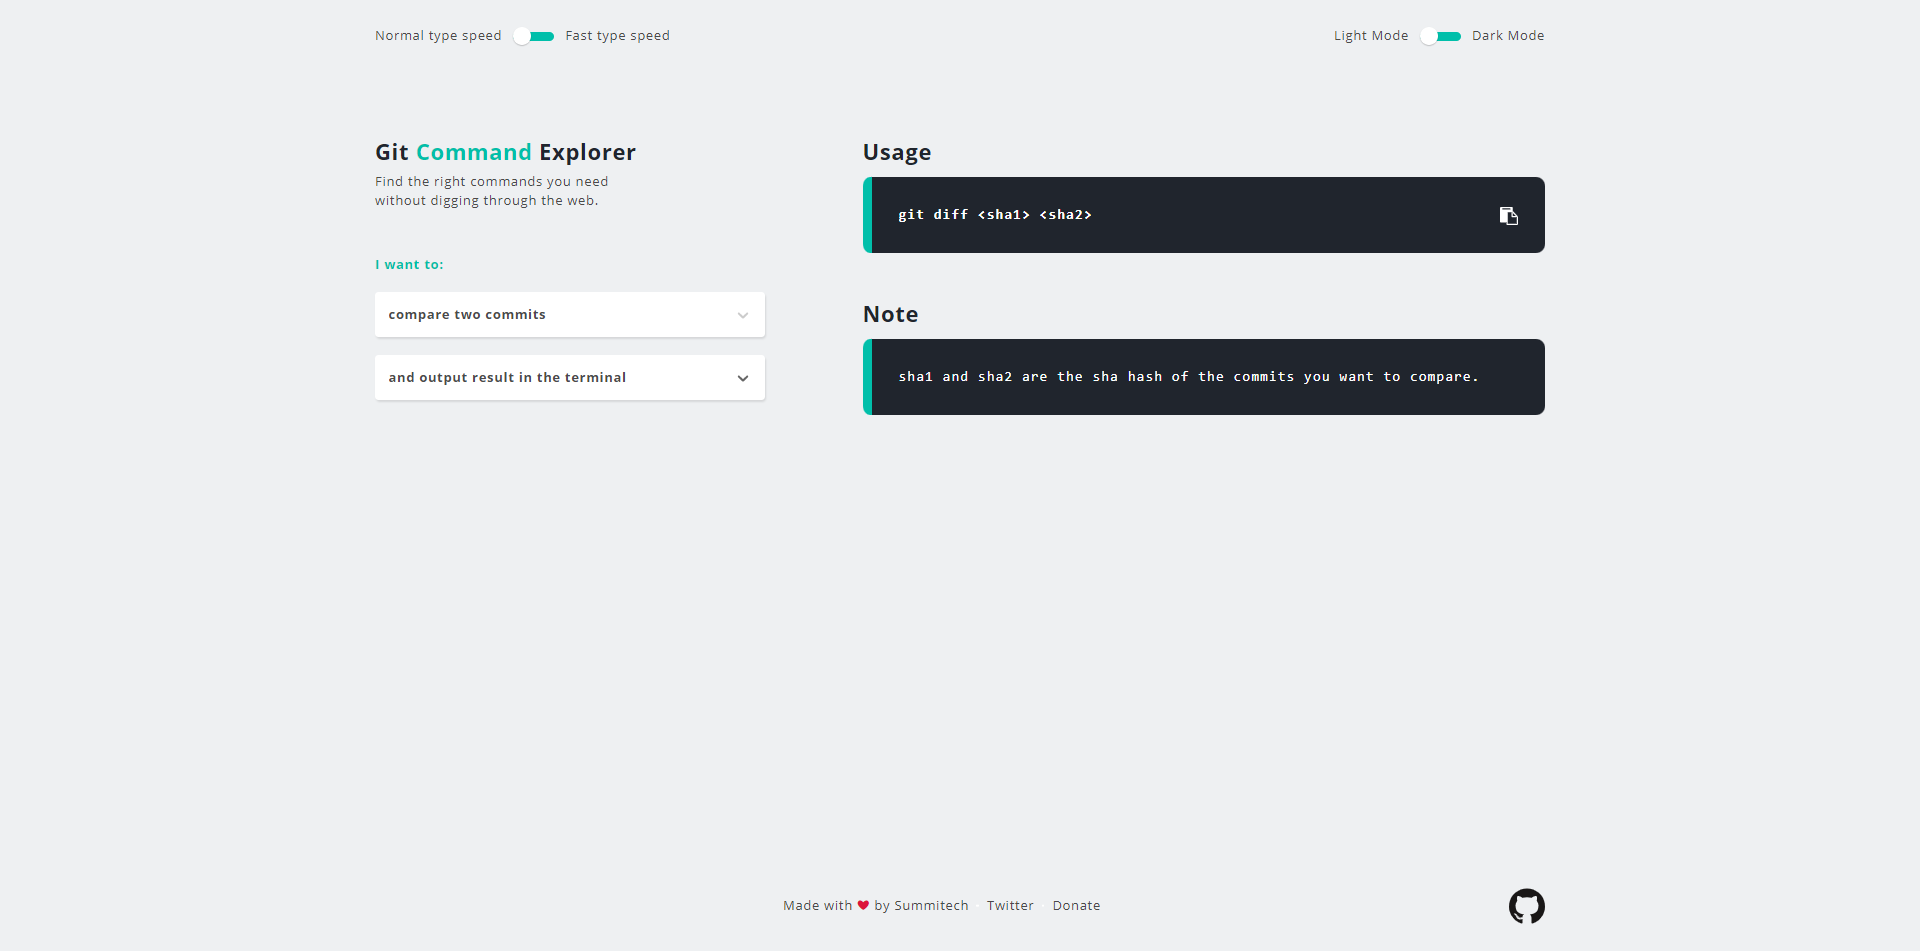 Normal type speed Fast type speed Light Mode Dark Mode
Git Command Explorer
Find the right commands you need
without digging through the web.
I want to:
compare two commits
and output result in the terminal
Usage
git diff <sha1> <sha2>
Note
sha1 and sha2 are the sha hash of the commits you want to compare.
Made with ♥ by Summitech · Twitter · Donate